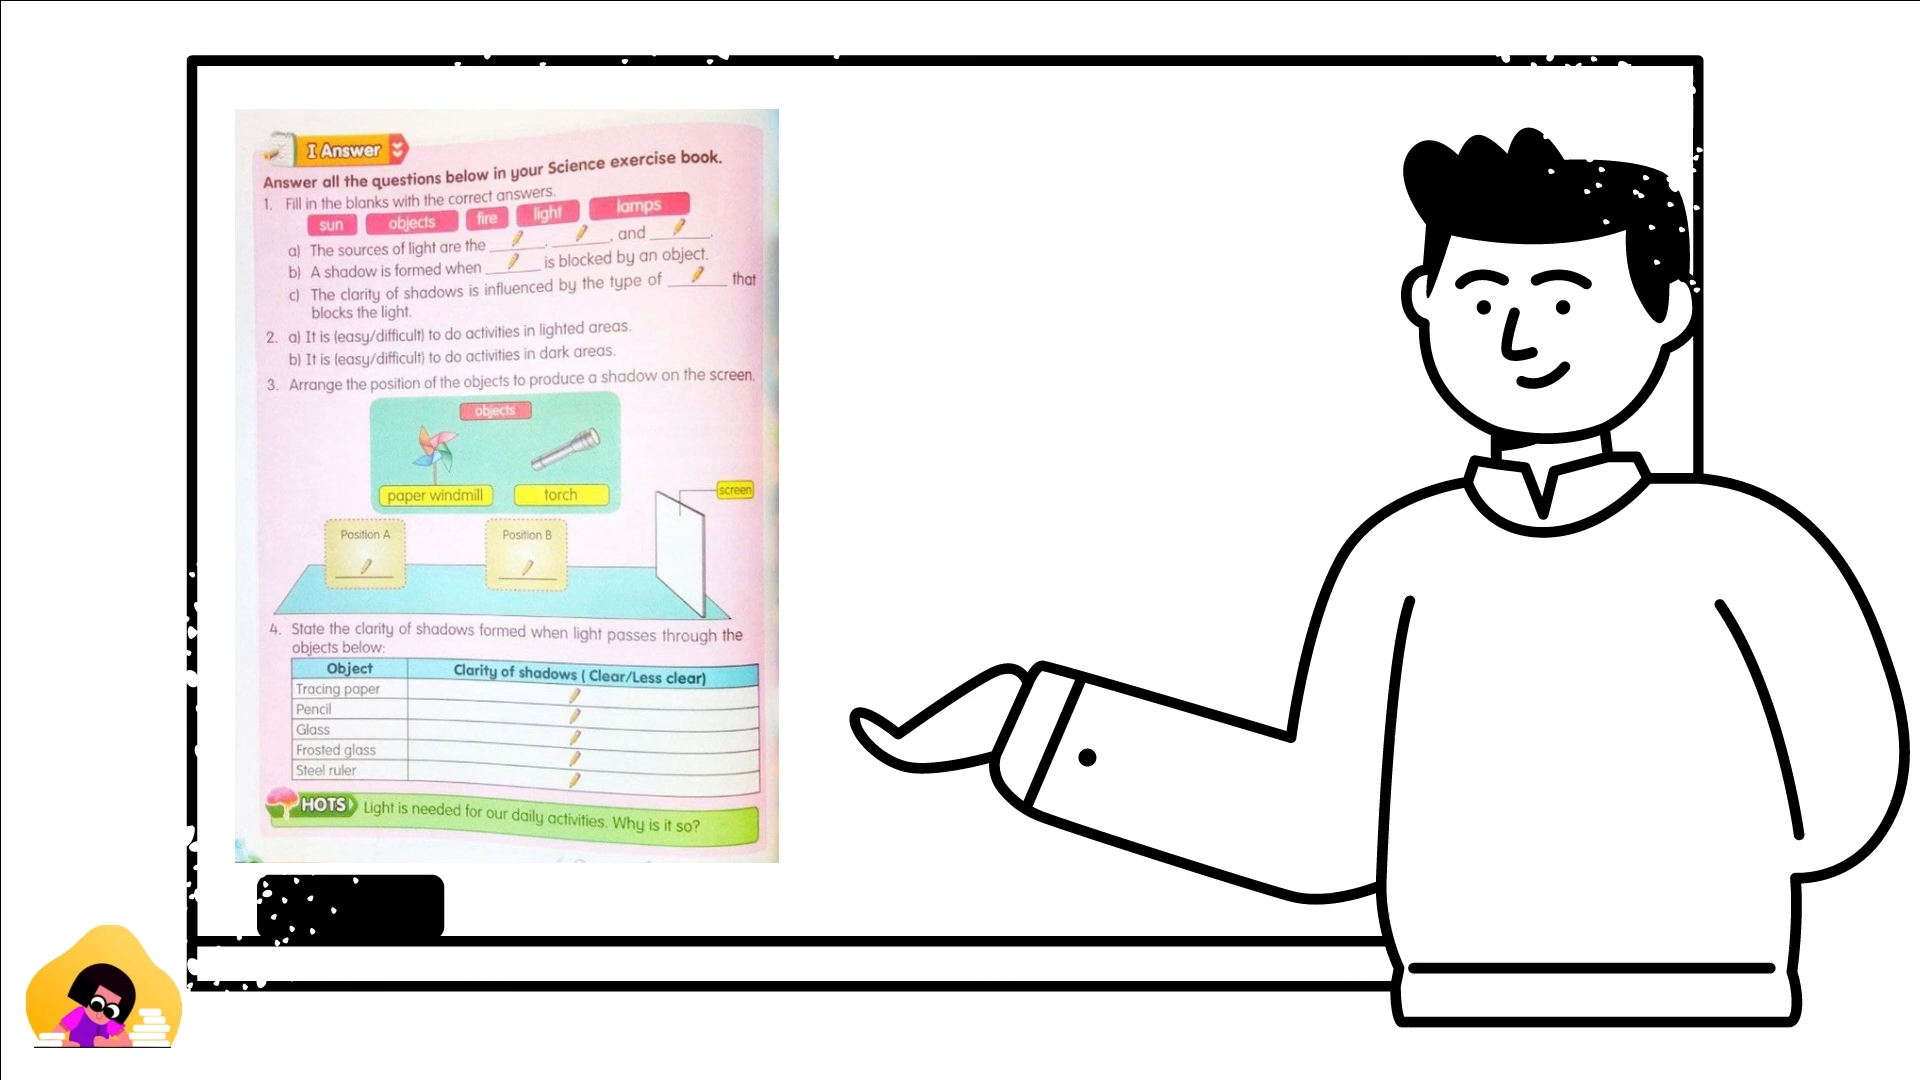 I Answer
Answer all the questions below in your Science exercise book.
1. Fill in the blanks with the correct answers.
sun objects fire light lamps
a) The sources of light are the ______, ______, and ______.
b) A shadow is formed when ______ is blocked by an object.
c) The clarity of shadows is influenced by the type of ______ that
blocks the light.
2. a) It is (easy/difficult) to do activities in lighted areas.
b) It is (easy/difficult) to do activities in dark areas.
3. Arrange the position of the objects to produce a shadow on the screen.
objects
paper windmill torch
screen
Position A Position B
4. State the clarity of shadows formed when light passes through the
objects below:
Object Clarity of shadows ( Clear/Less clear)
Tracing paper
Pencil
Glass
Frosted glass
Steel ruler
HOTS Light is needed for our daily activities. Why is it so?